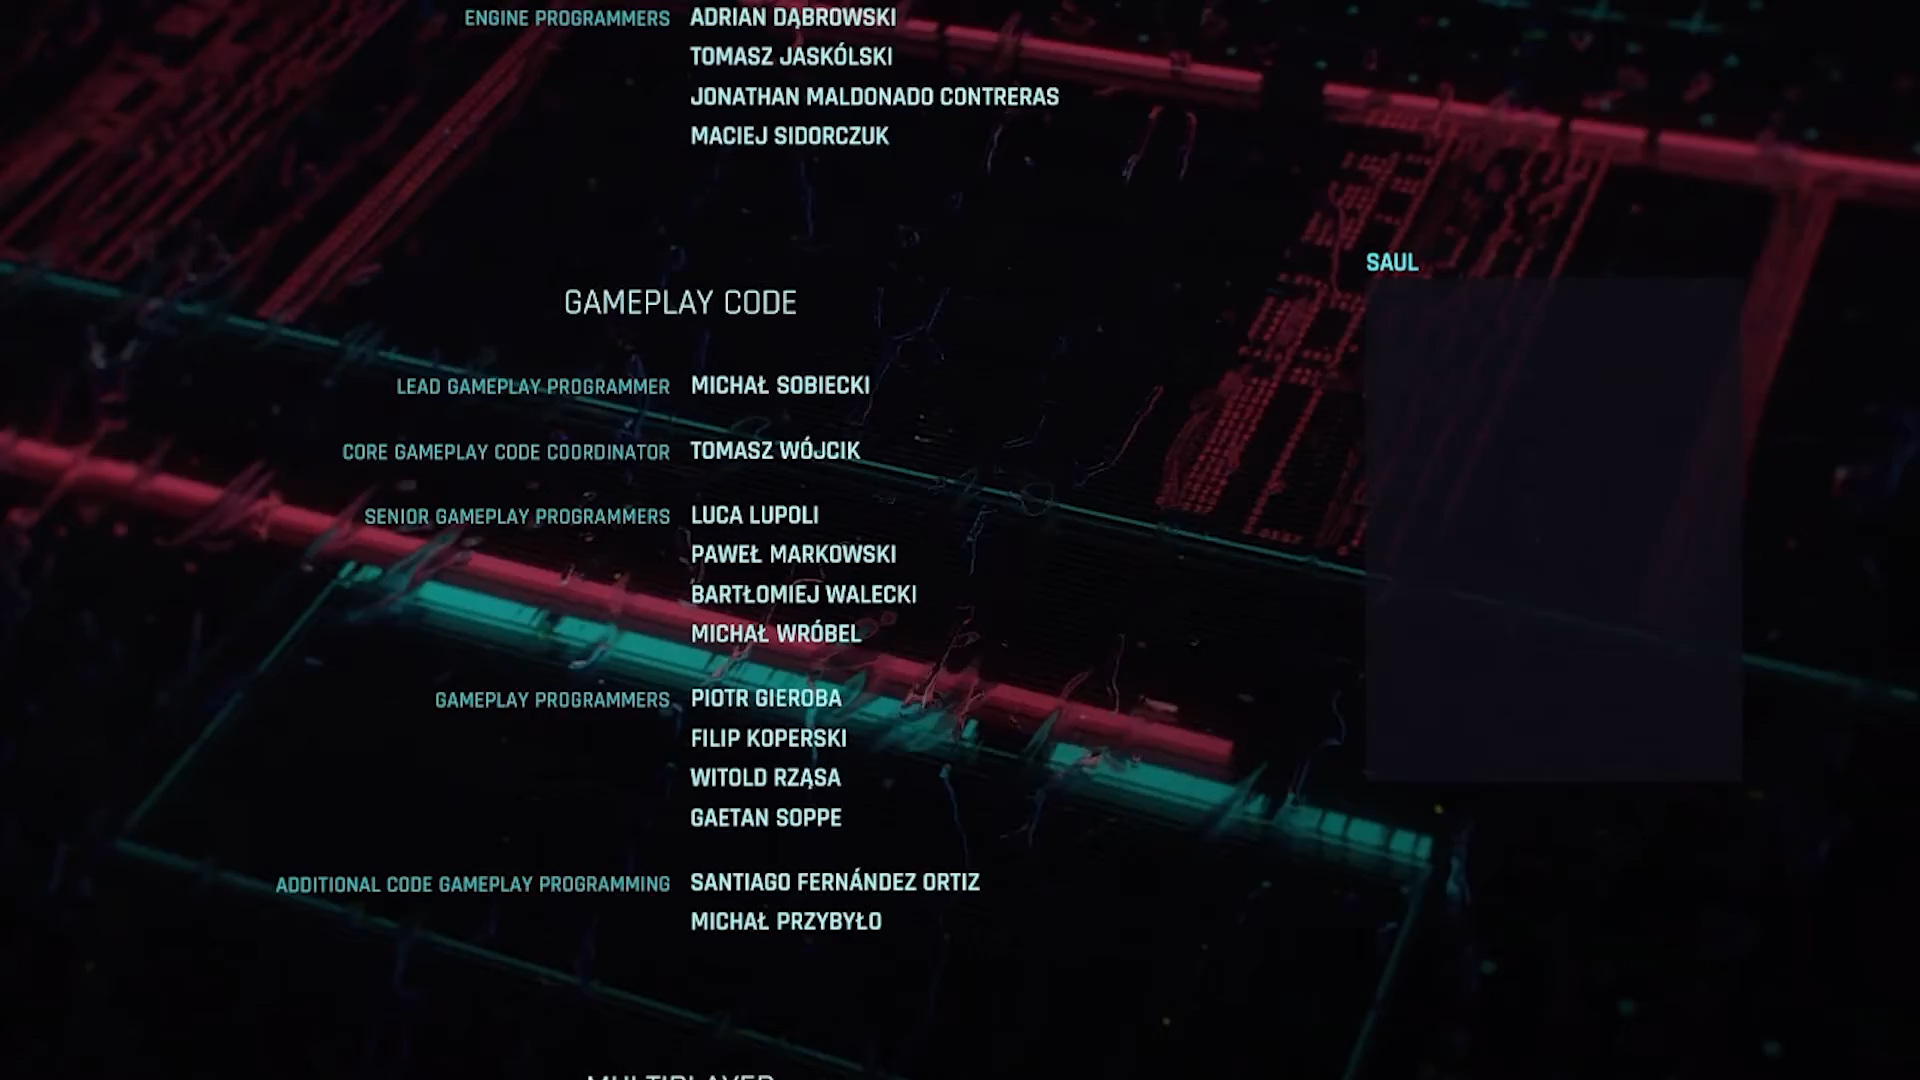 ENGINE PROGRAMMERS ADRIAN DĄBROWSKI
TOMASZ JASKÓLSKI
JONATHAN MALDONADO CONTRERAS
MACIEJ SIDORCZUK
SAUL
GAMEPLAY CODE
LEAD GAMEPLAY PROGRAMMER MICHAŁ SOBIECKI
CORE GAMEPLAY CODE COORDINATOR TOMASZ WÓJCIK
SENIOR GAMEPLAY PROGRAMMERS LUCA LUPOLI
PAWEŁ MARKOWSKI
BARTŁOMIEJ WALECKI
MICHAŁ WRÓBEL
GAMEPLAY PROGRAMMERS PIOTR GIEROBA
FILIP KOPERSKI
WITOLD RZĄSA
GAETAN SOPPE
ADDITIONAL CODE GAMEPLAY PROGRAMMING SANTIAGO FERNÁNDEZ ORTIZ
MICHAŁ PRZYBYŁO
MULTIPLAYER